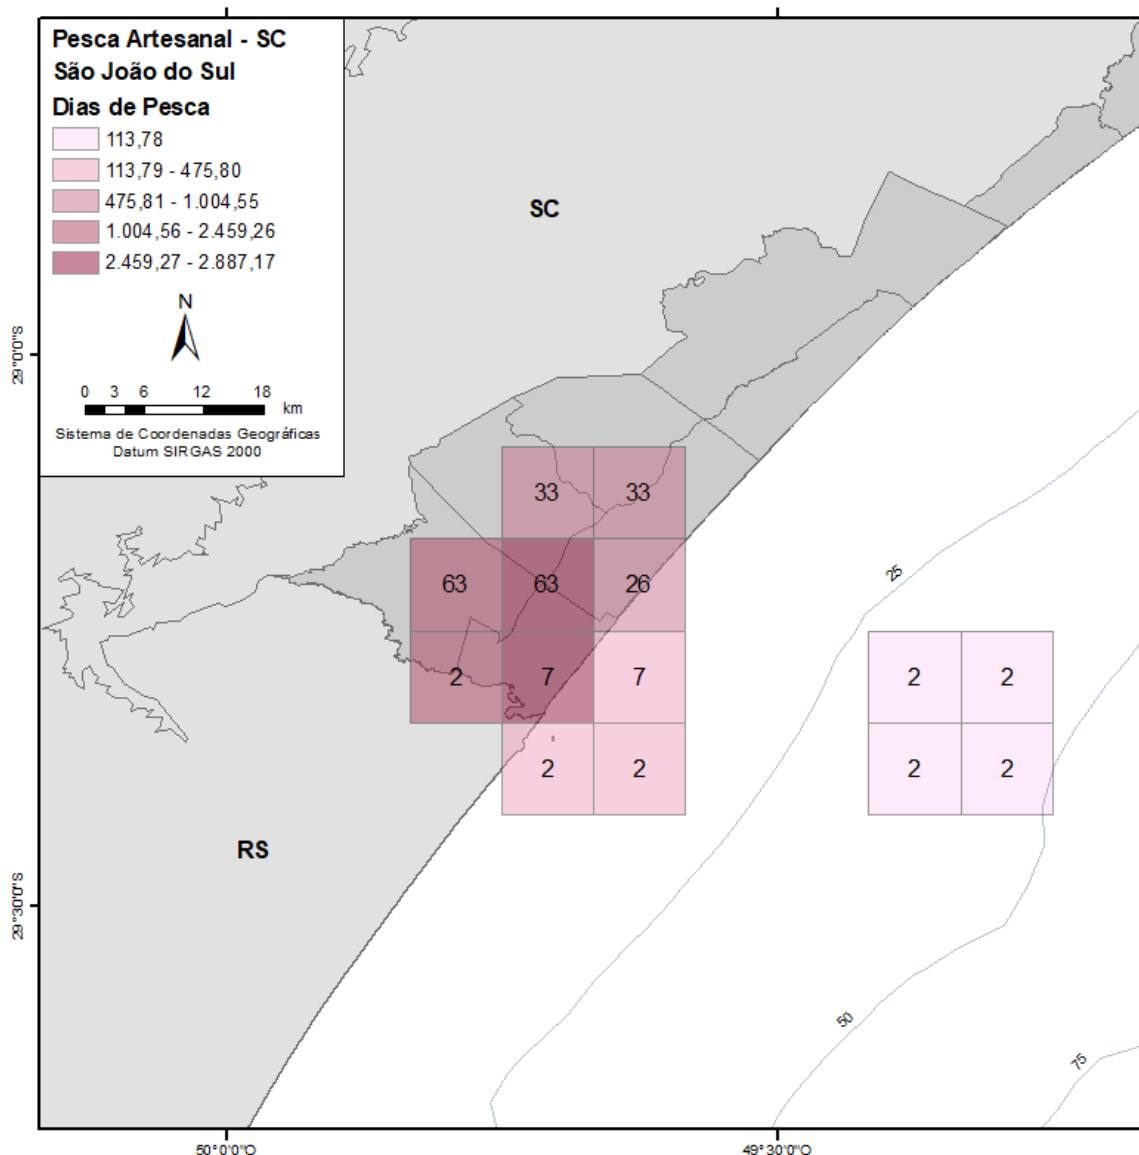 Pesca Artesanal - SC
São João do Sul
Dias de Pesca
113,78
113,79 - 475,80
475,81 - 1.004,55
1.004,56 - 2.459,26
2.459,27 - 2.887,17
N
0 3 6 12 18
km
Sistema de Coordenadas Geográficas
Datum SIRGAS 2000
SC
29°0'0"S
33 33
63 63 26
25
2 7 7 2 2
2 2 2 2
RS
29°30'0"S
50
75
50°0'0"O 49°30'0"O